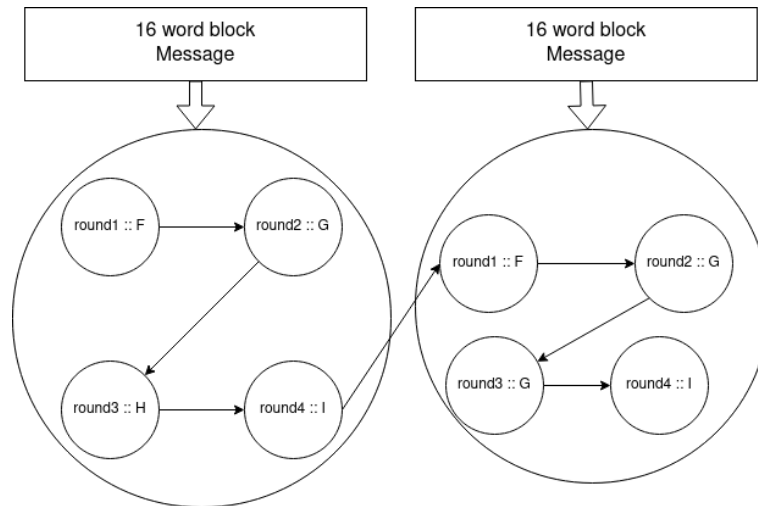 16 word block
Message
16 word block
Message
round1 :: F
round2 :: G
round3 :: H
round4 :: I
round1 :: F
round2 :: G
round3 :: G
round4 :: I